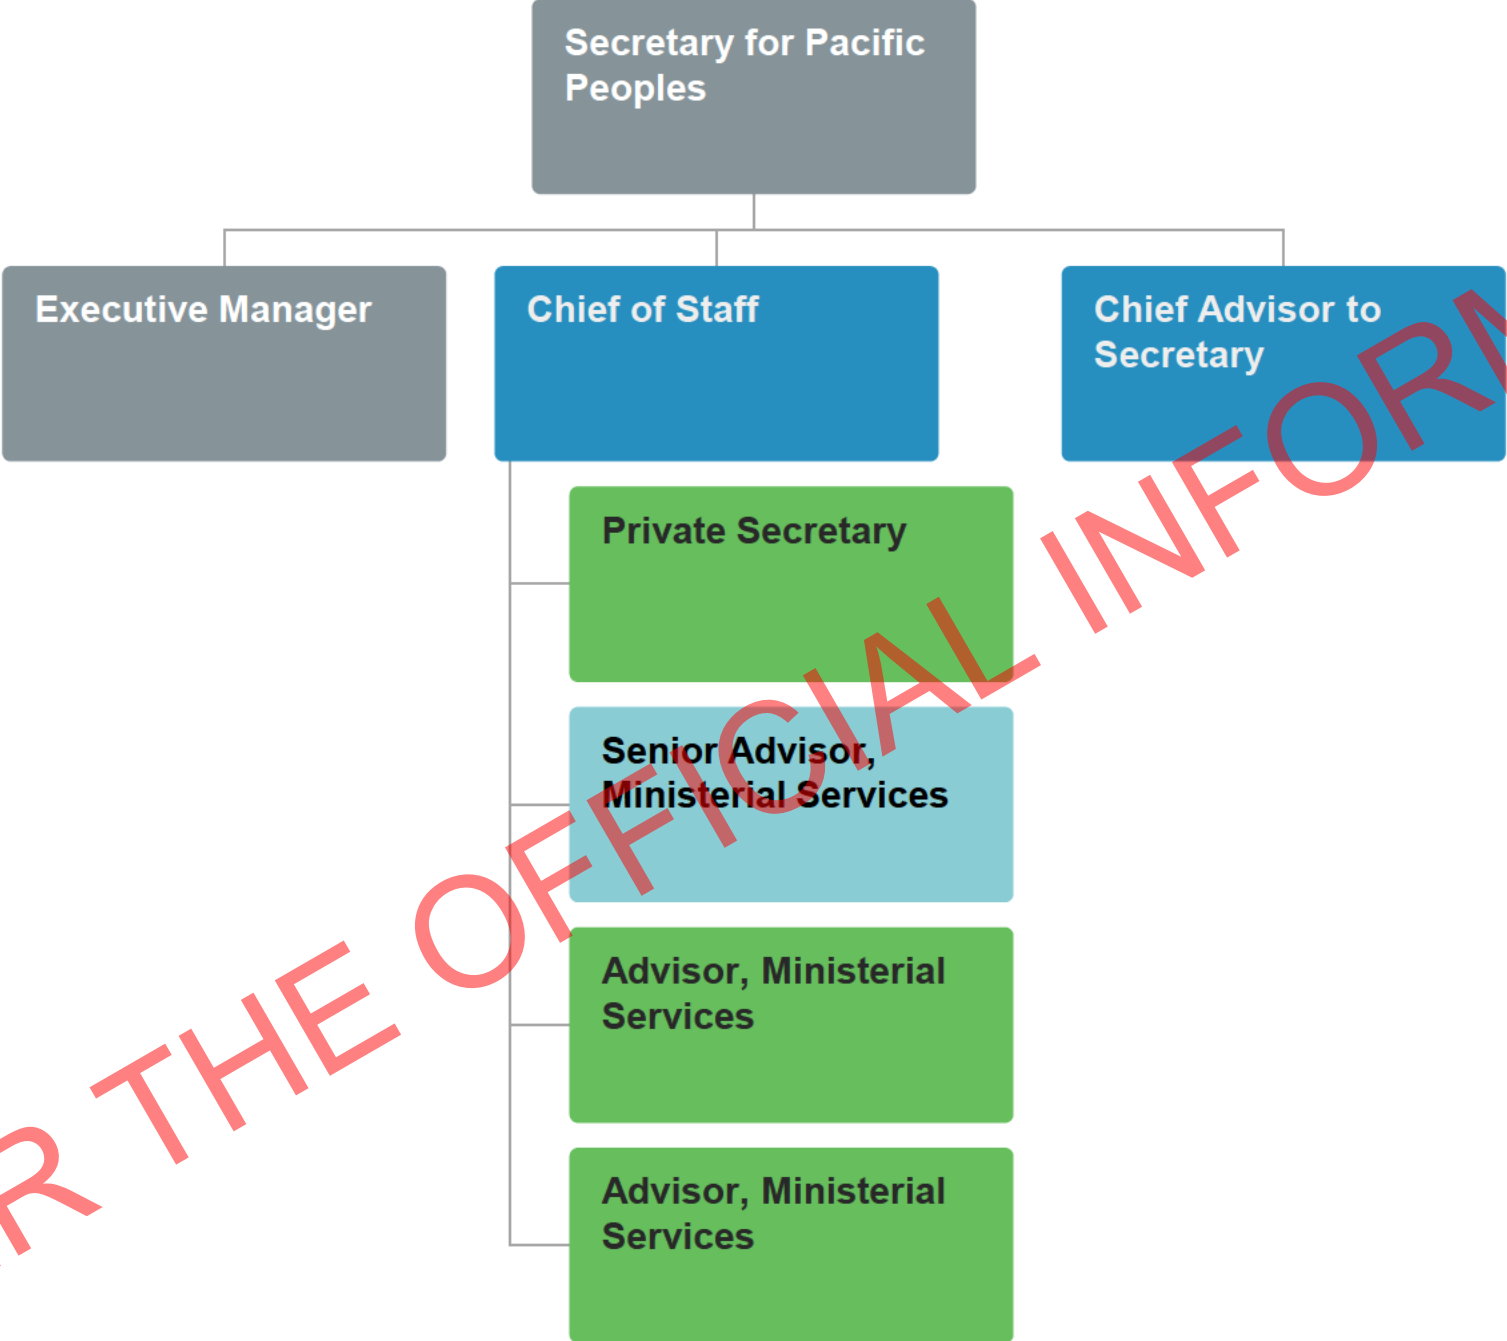 Secretary for Pacific
Peoples
Executive Manager
Chief of Staff
Chief Advisor to
Secretary
Private Secretary
Senior Advisor,
Ministerial Services
Advisor, Ministerial
Services
Advisor, Ministerial
Services
R THE OFFICIAL INFORM